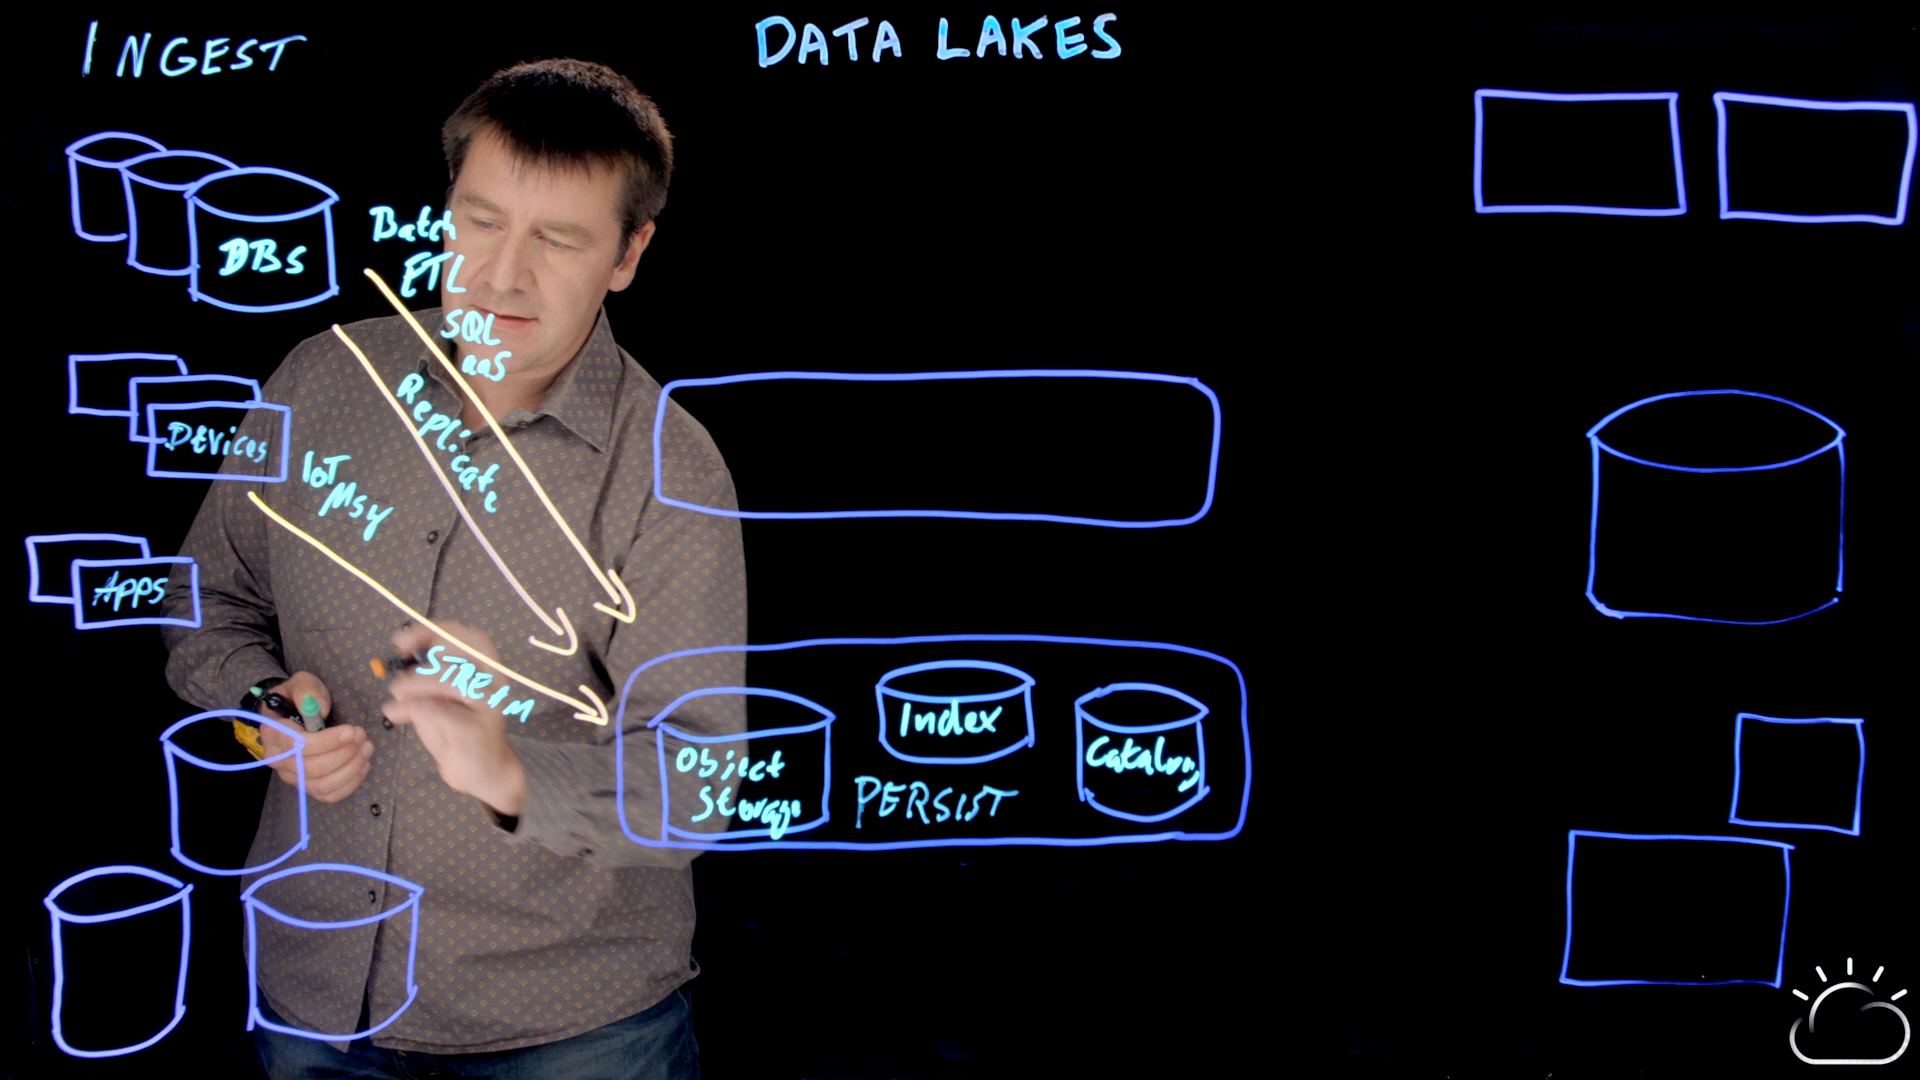 INGEST
DATA LAKES
DBs
Batch
ETL
SQL
aaS
Replicate
Devices
IoT
Msg
Apps
STREAM
Object
Storage
Index
PERSIST
Catalog